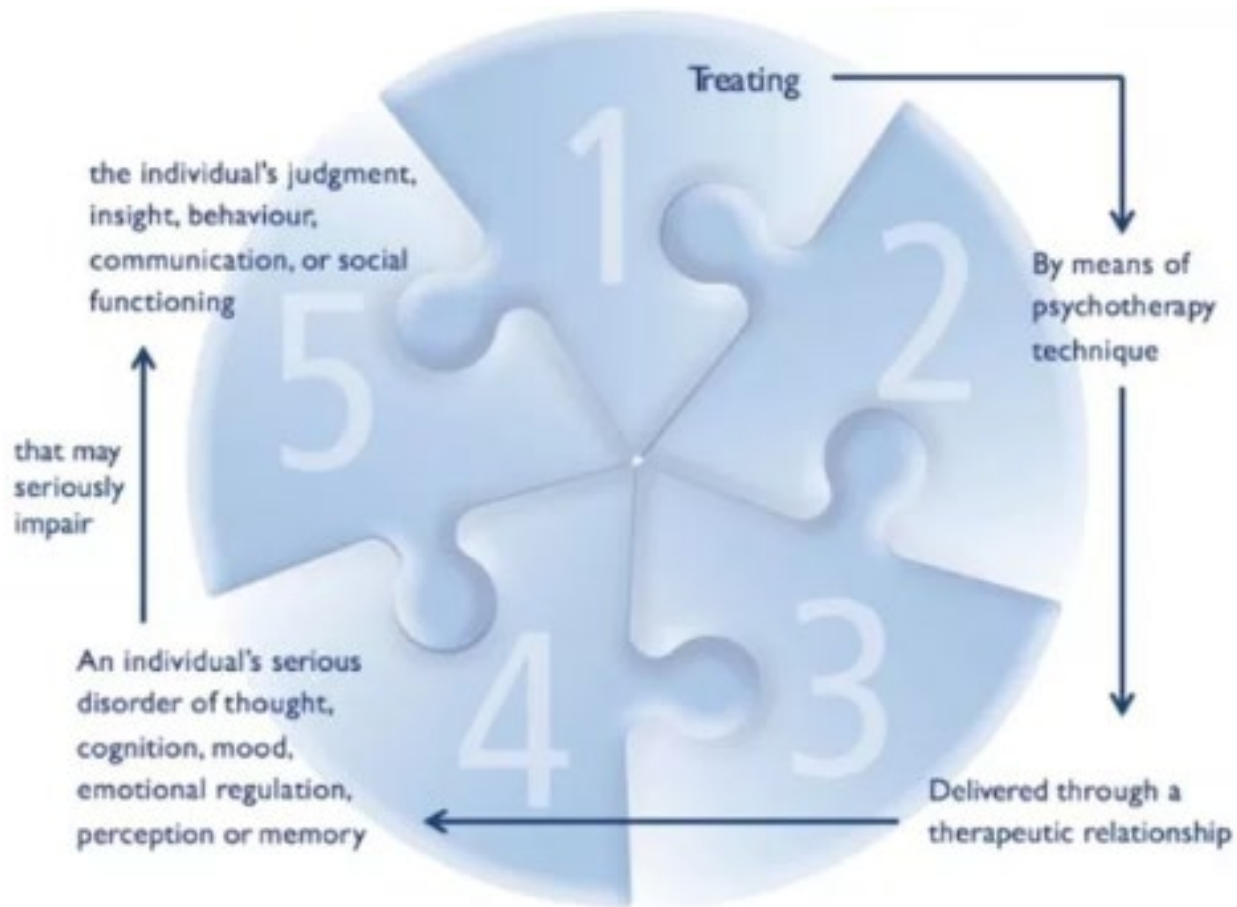 Treating
1
2
By means of
psychotherapy
technique
3
Delivered through a
therapeutic relationship
4
An individual's serious
disorder of thought,
cognition, mood,
emotional regulation,
perception or memory
that may
seriously
impair
5
the individual's judgment,
insight, behaviour,
communication, or social
functioning